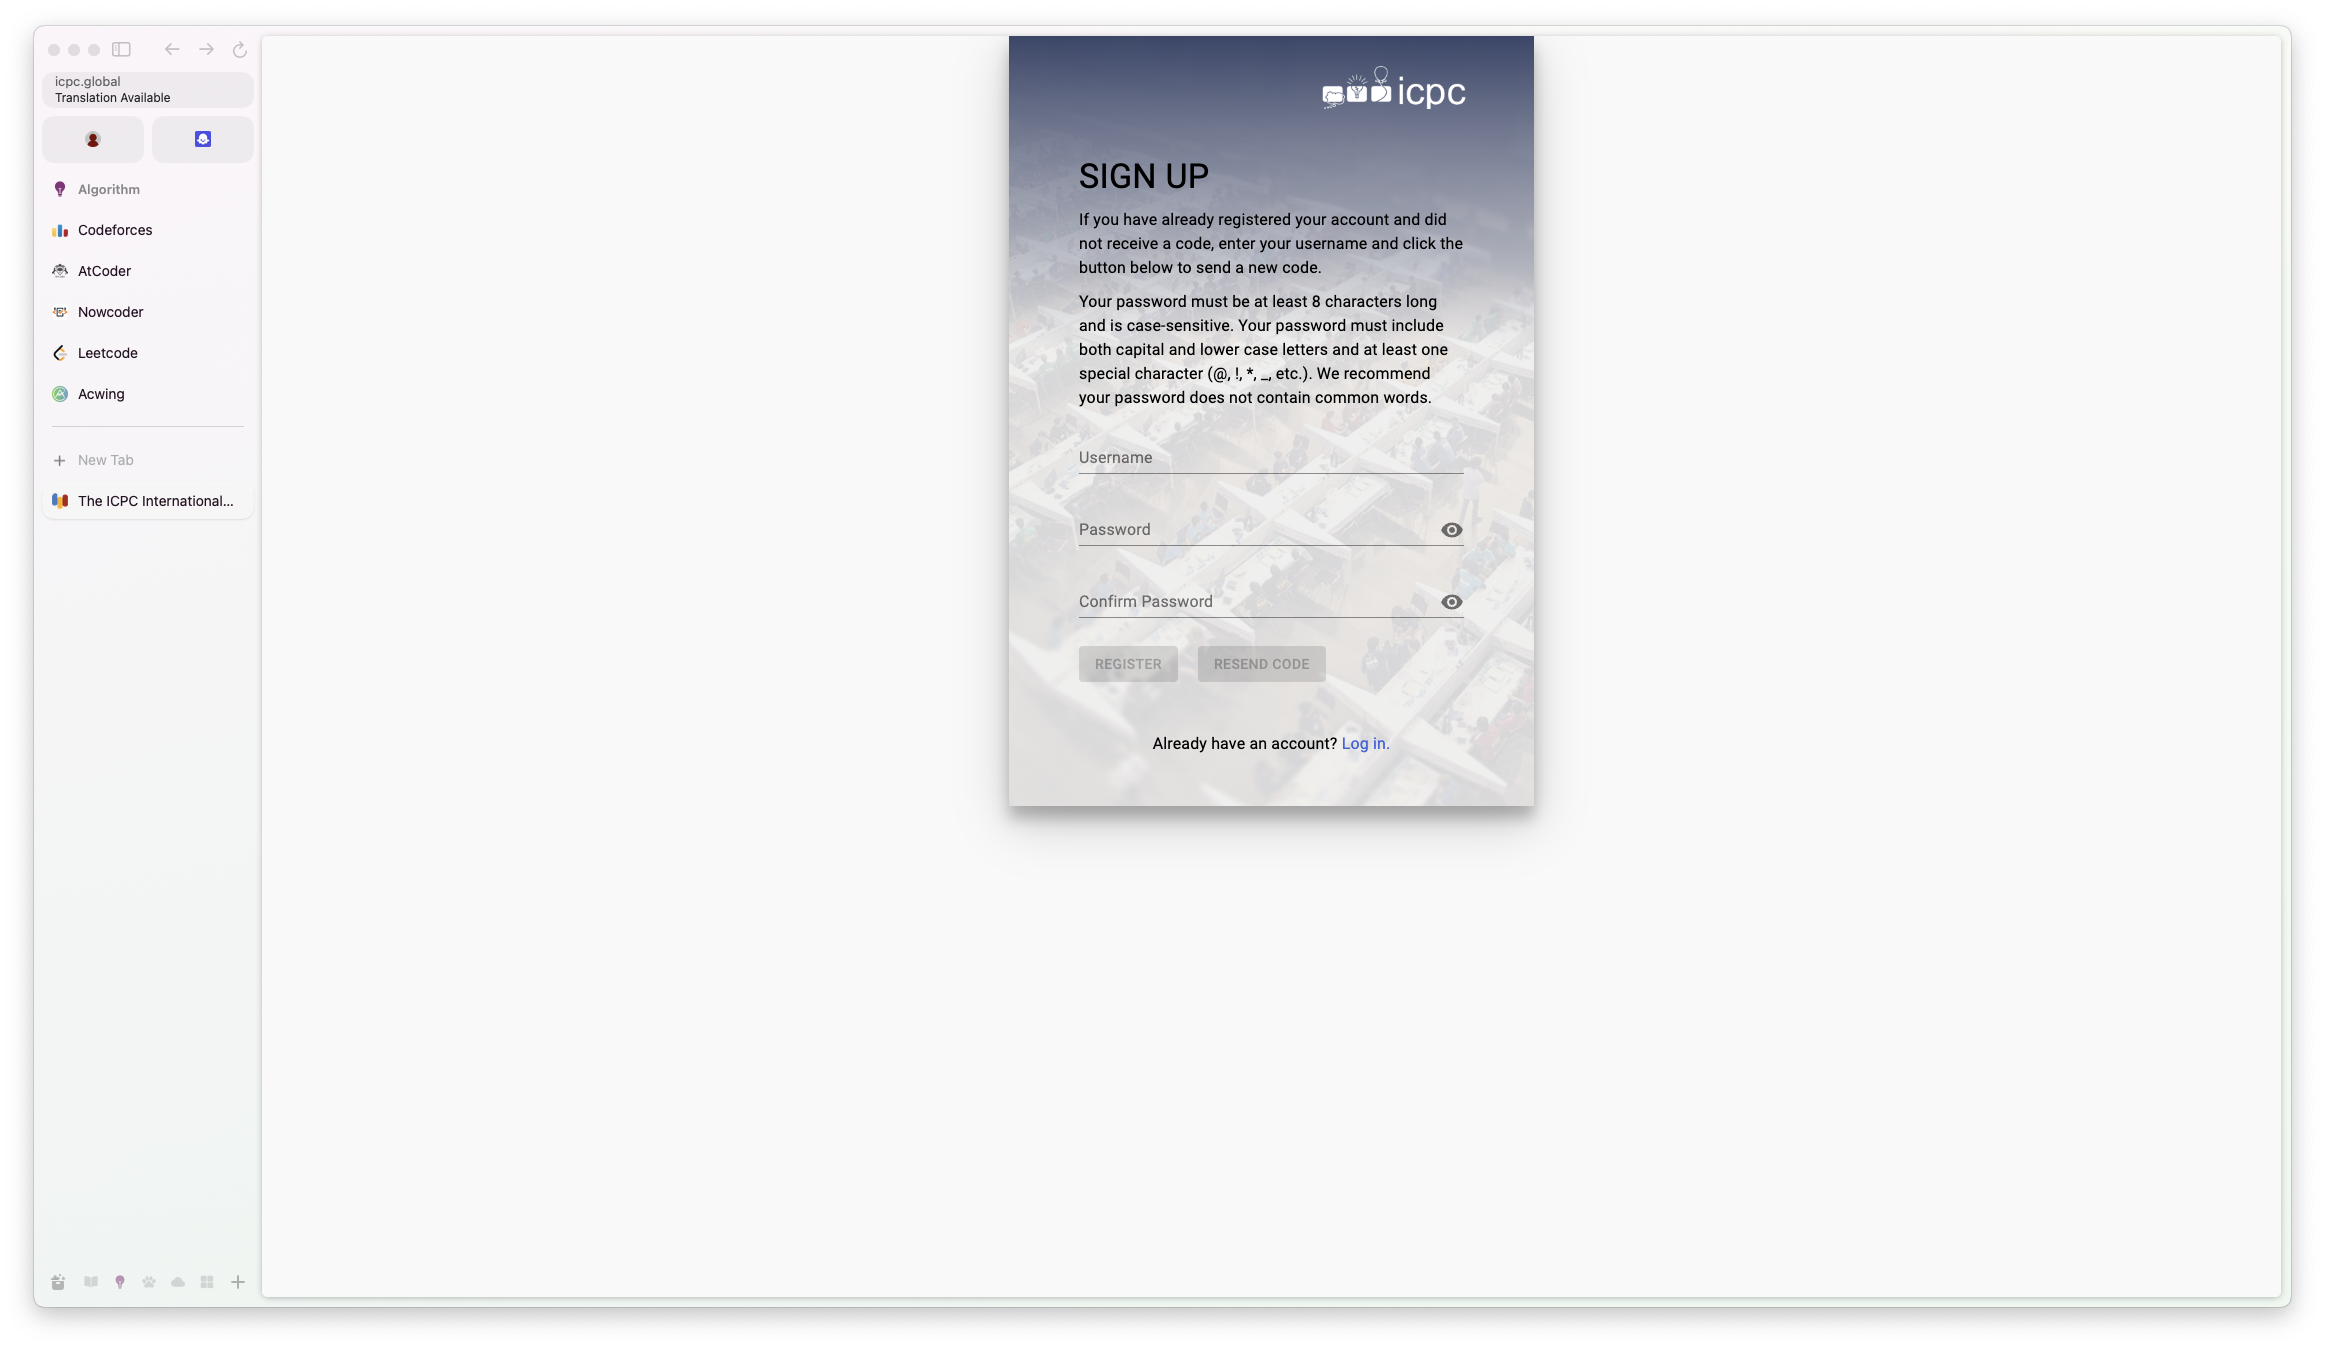 icpc.global
Translation Available
Algorithm
Codeforces
AtCoder
Nowcoder
Leetcode
Acwing
New Tab
The ICPC International...
icpc
SIGN UP
If you have already registered your account and did
not receive a code, enter your username and click the
button below to send a new code.
Your password must be at least 8 characters long
and is case-sensitive. Your password must include
both capital and lower case letters and at least one
special character (@, !, *, _, etc.). We recommend
your password does not contain common words.
Username
Password
Confirm Password
REGISTER RESEND CODE
Already have an account? Log in.